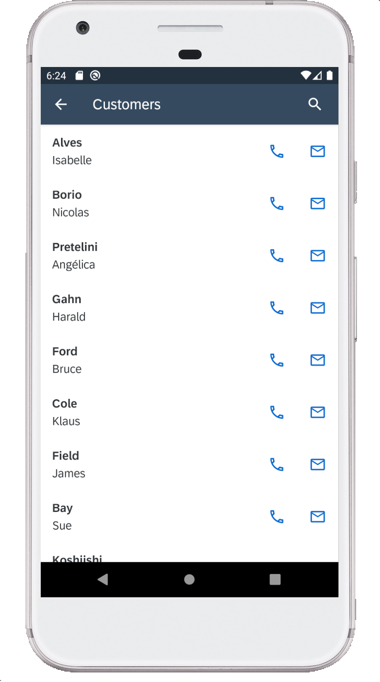 6:24
Customers
Alves
Isabelle
Borio
Nicolas
Pretelini
Angélica
Gahn
Harald
Ford
Bruce
Cole
Klaus
Field
James
Bay
Sue
Koshiishi